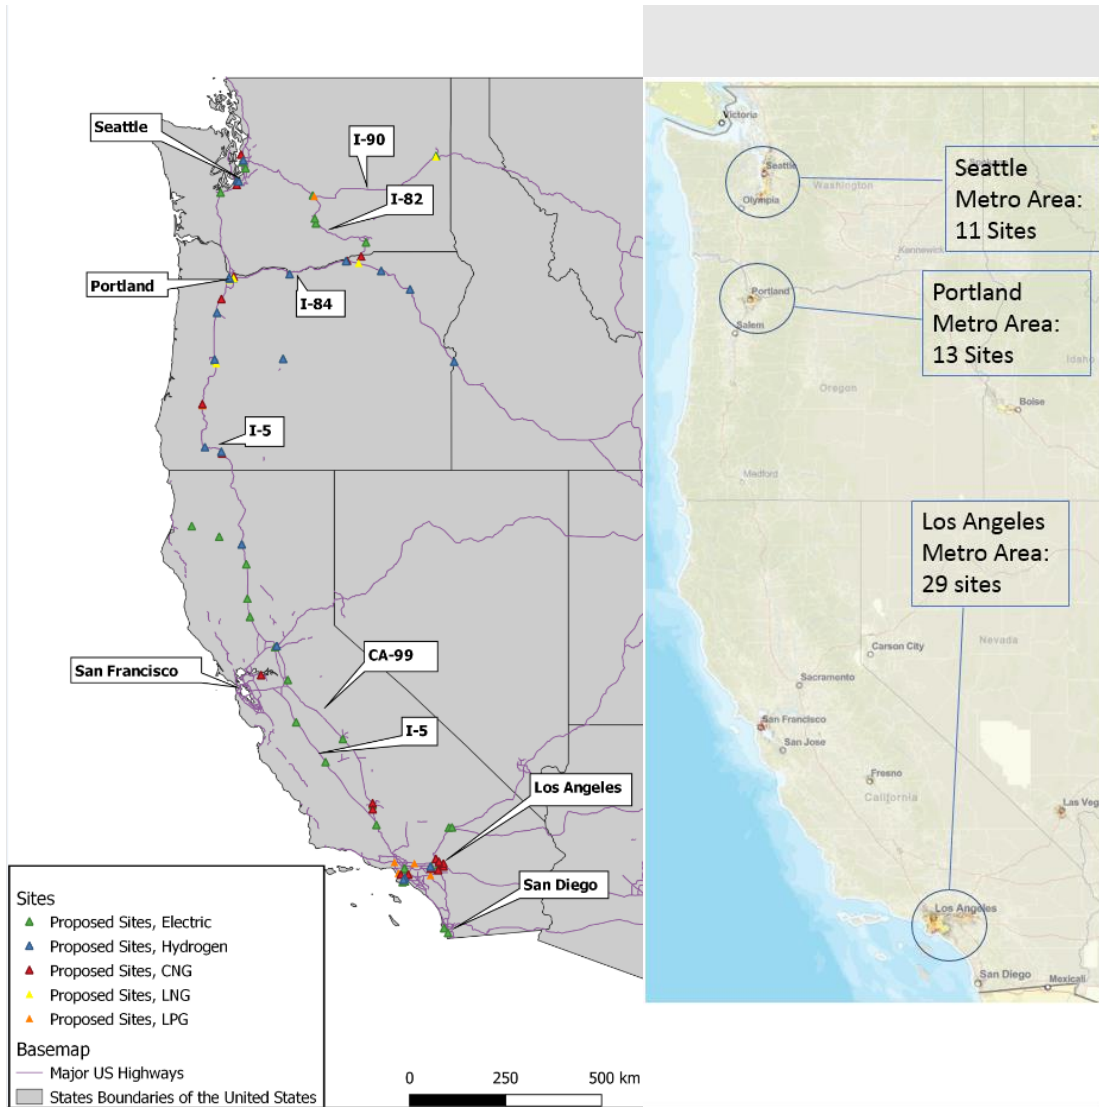 Seattle
I-90
I-82
Portland
I-84
I-5
San Francisco
CA-99
I-5
Los Angeles
San Diego
Sites
Proposed Sites, Electric
Proposed Sites, Hydrogen
Proposed Sites, CNG
Proposed Sites, LNG
Proposed Sites, LPG
Basemap
Major US Highways
States Boundaries of the United States
0 250 500 km
Victoria
Seattle
Washington
Olympia
Kennewick
Portland
Salem
Oregon
Idaho
Boise
Medford
Nevada
Carson City
Sacramento
San Francisco
San Jose
Fresno
California
Las Veg
Los Angeles
San Diego
Mexicali
Seattle
Metro Area:
11 Sites
Portland
Metro Area:
13 Sites
Los Angeles
Metro Area:
29 sites